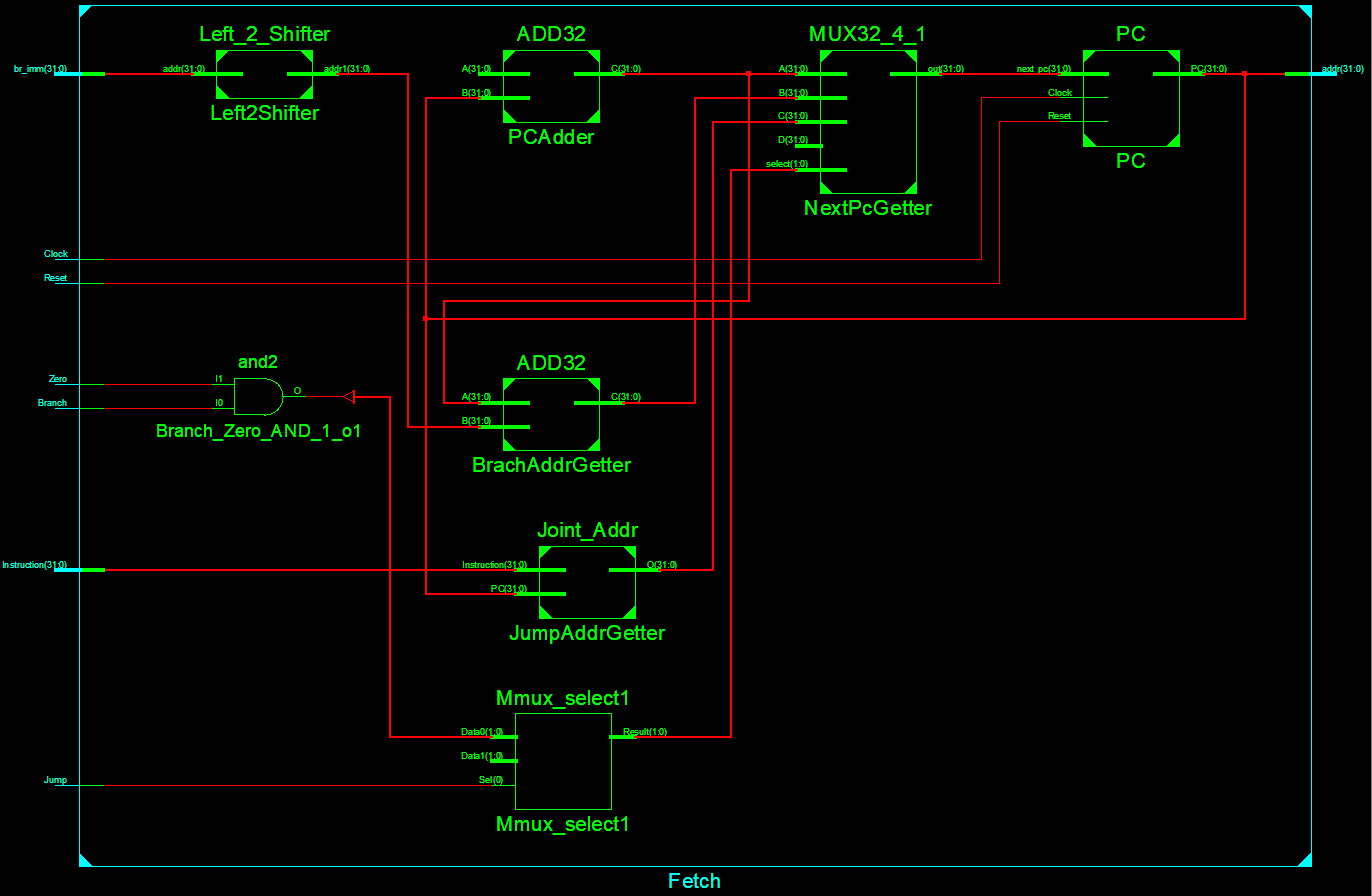 Left_2_Shifter
br_imm(31:0)
addr(31:0)
addr1(31:0)
Left2Shifter
ADD32
A(31:0)
B(31:0)
C(31:0)
PCAdder
MUX32_4_1
A(31:0)
B(31:0)
C(31:0)
D(31:0)
select(1:0)
out(31:0)
NextPcGetter
PC
next_pc(31:0)
Clock
Reset
PC(31:0)
PC
addr(31:0)
Clock
Reset
and2
Zero
Branch
I1
I0
O
Branch_Zero_AND_1_o1
ADD32
A(31:0)
B(31:0)
C(31:0)
BrachAddrGetter
Joint_Addr
Instruction(31:0)
Instruction(31:0)
PC(31:0)
O(31:0)
JumpAddrGetter
Mmux_select1
Data0(1:0)
Data1(1:0)
Sel(0)
Result(1:0)
Jump
Mmux_select1
Fetch